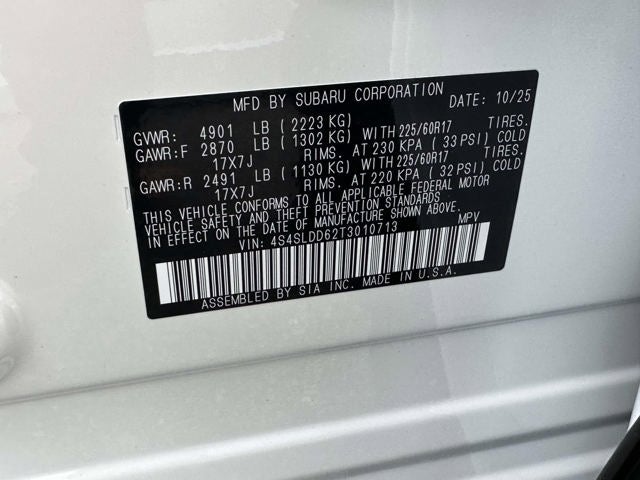 MFD BY SUBARU CORPORATION DATE: 10/25
GVWR: 4901 LB (2223 KG)
GAWR:F 2870 LB (1302 KG) WITH 225/60R17 TIRES.
17X7J RIMS. AT 230 KPA (33 PSI) COLD
GAWR:R 2491 LB (1130 KG) WITH 225/60R17 TIRES.
17X7J RIMS. AT 220 KPA (32 PSI) COLD
THIS VEHICLE CONFORMS TO ALL APPLICABLE FEDERAL MOTOR
VEHICLE SAFETY AND THEFT PREVENTION STANDARDS
IN EFFECT ON THE DATE OF MANUFACTURE SHOWN ABOVE.
VIN: 4S4SLDD62T3010713 MPV
ASSEMBLED BY SIA INC. MADE IN U.S.A.